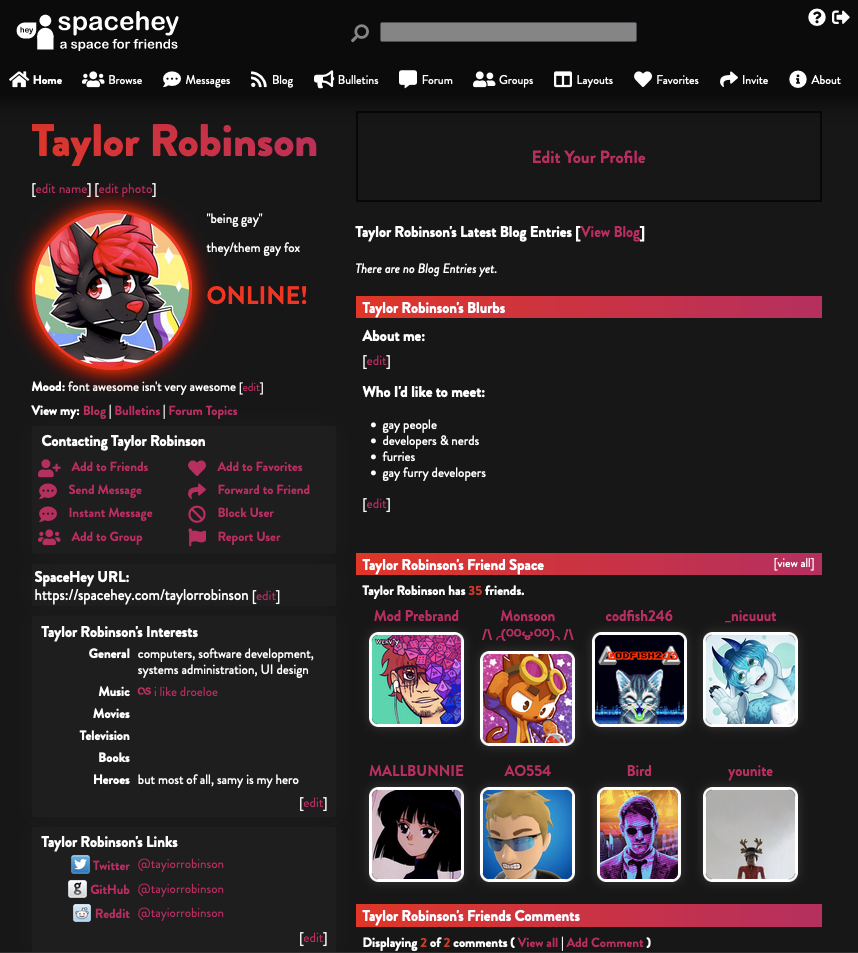 hey spacehey
a space for friends
Home Browse Messages Blog Bulletins Forum Groups Layouts Favorites Invite About
Taylor Robinson
[edit name] [edit photo]
"being gay"
they/them gay fox
ONLINE!
Mood: font awesome isn't very awesome [edit]
View my: Blog | Bulletins | Forum Topics
Contacting Taylor Robinson
Add to Friends Add to Favorites
Send Message Forward to Friend
Instant Message Block User
Add to Group Report User
SpaceHey URL:
https://spacehey.com/taylorrobinson [edit]
Taylor Robinson's Interests
General computers, software development,
systems administration, UI design
Music i like droeloe
Movies
Television
Books
Heroes but most of all, samy is my hero
[edit]
Taylor Robinson's Links
Twitter @tayiorrobinson
GitHub @tayiorrobinson
Reddit @tayiorrobinson
[edit]
Edit Your Profile
Taylor Robinson's Latest Blog Entries [View Blog]
There are no Blog Entries yet.
Taylor Robinson's Blurbs
About me:
[edit]
Who I'd like to meet:
• gay people
• developers & nerds
• furries
• gay furry developers
[edit]
Taylor Robinson's Friend Space [view all]
Taylor Robinson has 35 friends.
Mod Prebrand Monsoon codfish246 _nicuuut
CODFISH246
MALLBUNNIE AO554 Bird younite
Taylor Robinson's Friends Comments
Displaying 2 of 2 comments ( View all | Add Comment )